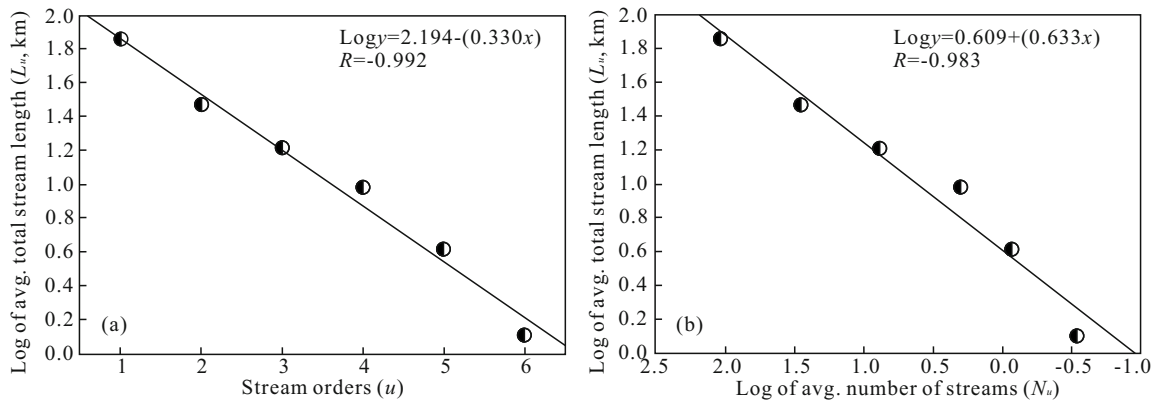 Log of avg. total stream length (Lu, km)
2.0
1.8
1.6
1.4
1.2
1.0
0.8
0.6
0.4
0.2
0.0
Logy=2.194-(0.330x)
R=-0.992
(a)
1 2 3 4 5 6
Stream orders (u)
Log of avg. total stream length (Lu, km)
2.0
1.8
1.6
1.4
1.2
1.0
0.8
0.6
0.4
0.2
0.0
Logy=0.609+(0.633x)
R=-0.983
(b)
2.5 2.0 1.5 1.0 0.5 0.0 -0.5 -1.0
Log of avg. number of streams (Nu)